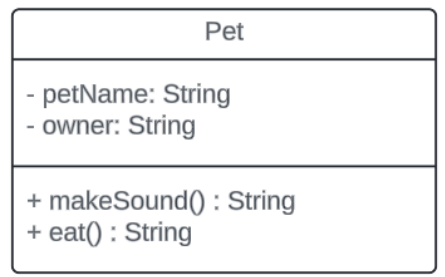 Pet
- petName: String
- owner: String
+ makeSound() : String
+ eat() : String